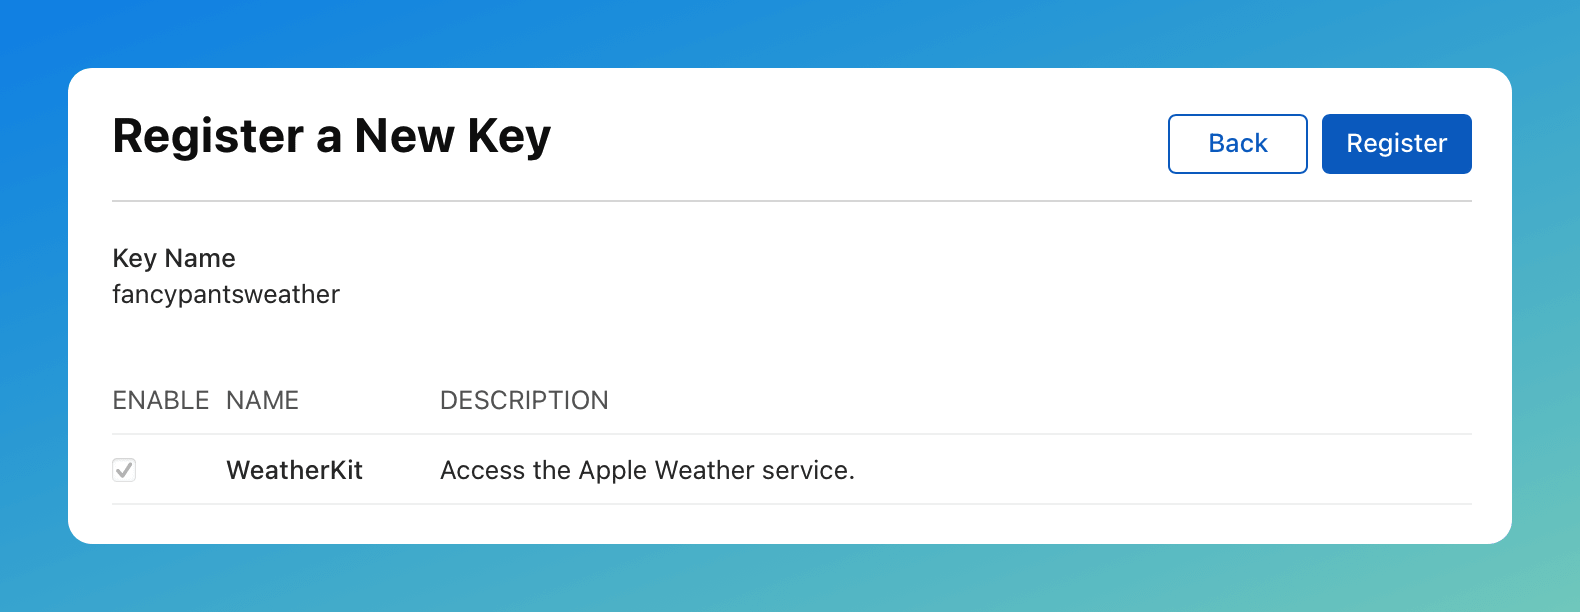 Register a New Key
Back
Register
Key Name
fancypantsweather
ENABLE NAME DESCRIPTION
WeatherKit Access the Apple Weather service.